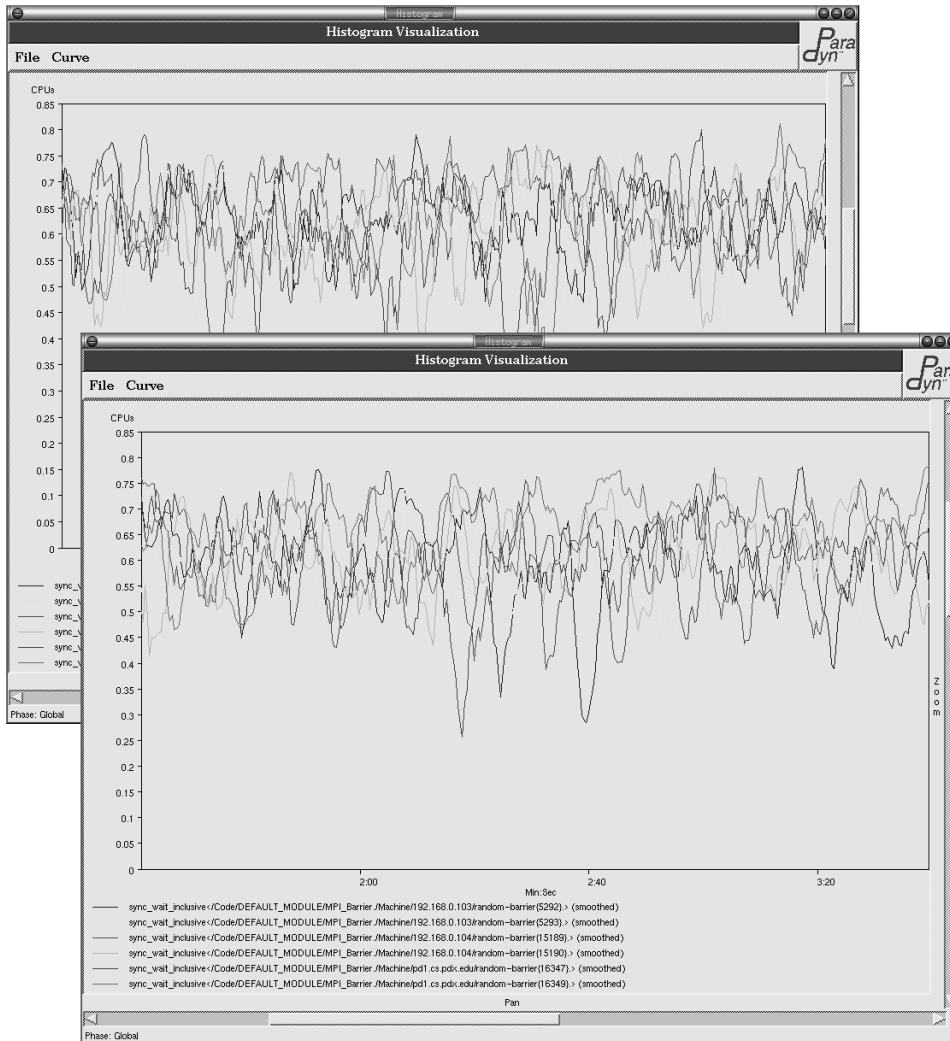 Histogram
Histogram Visualization
Para
dyn™
File Curve
CPUs
0.85
0.8
0.75
0.7
0.65
0.6
0.55
0.5
0.45
0.4
0.35
0.3
0.25
0.2
0.15
0.1
0.05
0
sync_w
sync_w
sync_w
sync_w
sync_w
sync_w
Phase: Global
Histogram
Histogram Visualization
Para
dyn™
File Curve
CPUs
0.85
0.8
0.75
0.7
0.65
0.6
0.55
0.5
0.45
0.4
0.35
0.3
0.25
0.2
0.15
0.1
0.05
0
2:00 2:40 3:20
Min:Sec
Zoom
sync_wait_inclusive</Code/DEFAULT_MODULE/MPI_Barrier,/Machine/192.168.0.103/random-barrier{5292},> (smoothed)
sync_wait_inclusive</Code/DEFAULT_MODULE/MPI_Barrier,/Machine/192.168.0.103/random-barrier{5293},> (smoothed)
sync_wait_inclusive</Code/DEFAULT_MODULE/MPI_Barrier,/Machine/192.168.0.104/random-barrier{15189},> (smoothed)
sync_wait_inclusive</Code/DEFAULT_MODULE/MPI_Barrier,/Machine/192.168.0.104/random-barrier{15190},> (smoothed)
sync_wait_inclusive</Code/DEFAULT_MODULE/MPI_Barrier,/Machine/pd1.cs.pdx.edu/random-barrier{16347},> (smoothed)
sync_wait_inclusive</Code/DEFAULT_MODULE/MPI_Barrier,/Machine/pd1.cs.pdx.edu/random-barrier{16349},> (smoothed)
Pan
Phase: Global